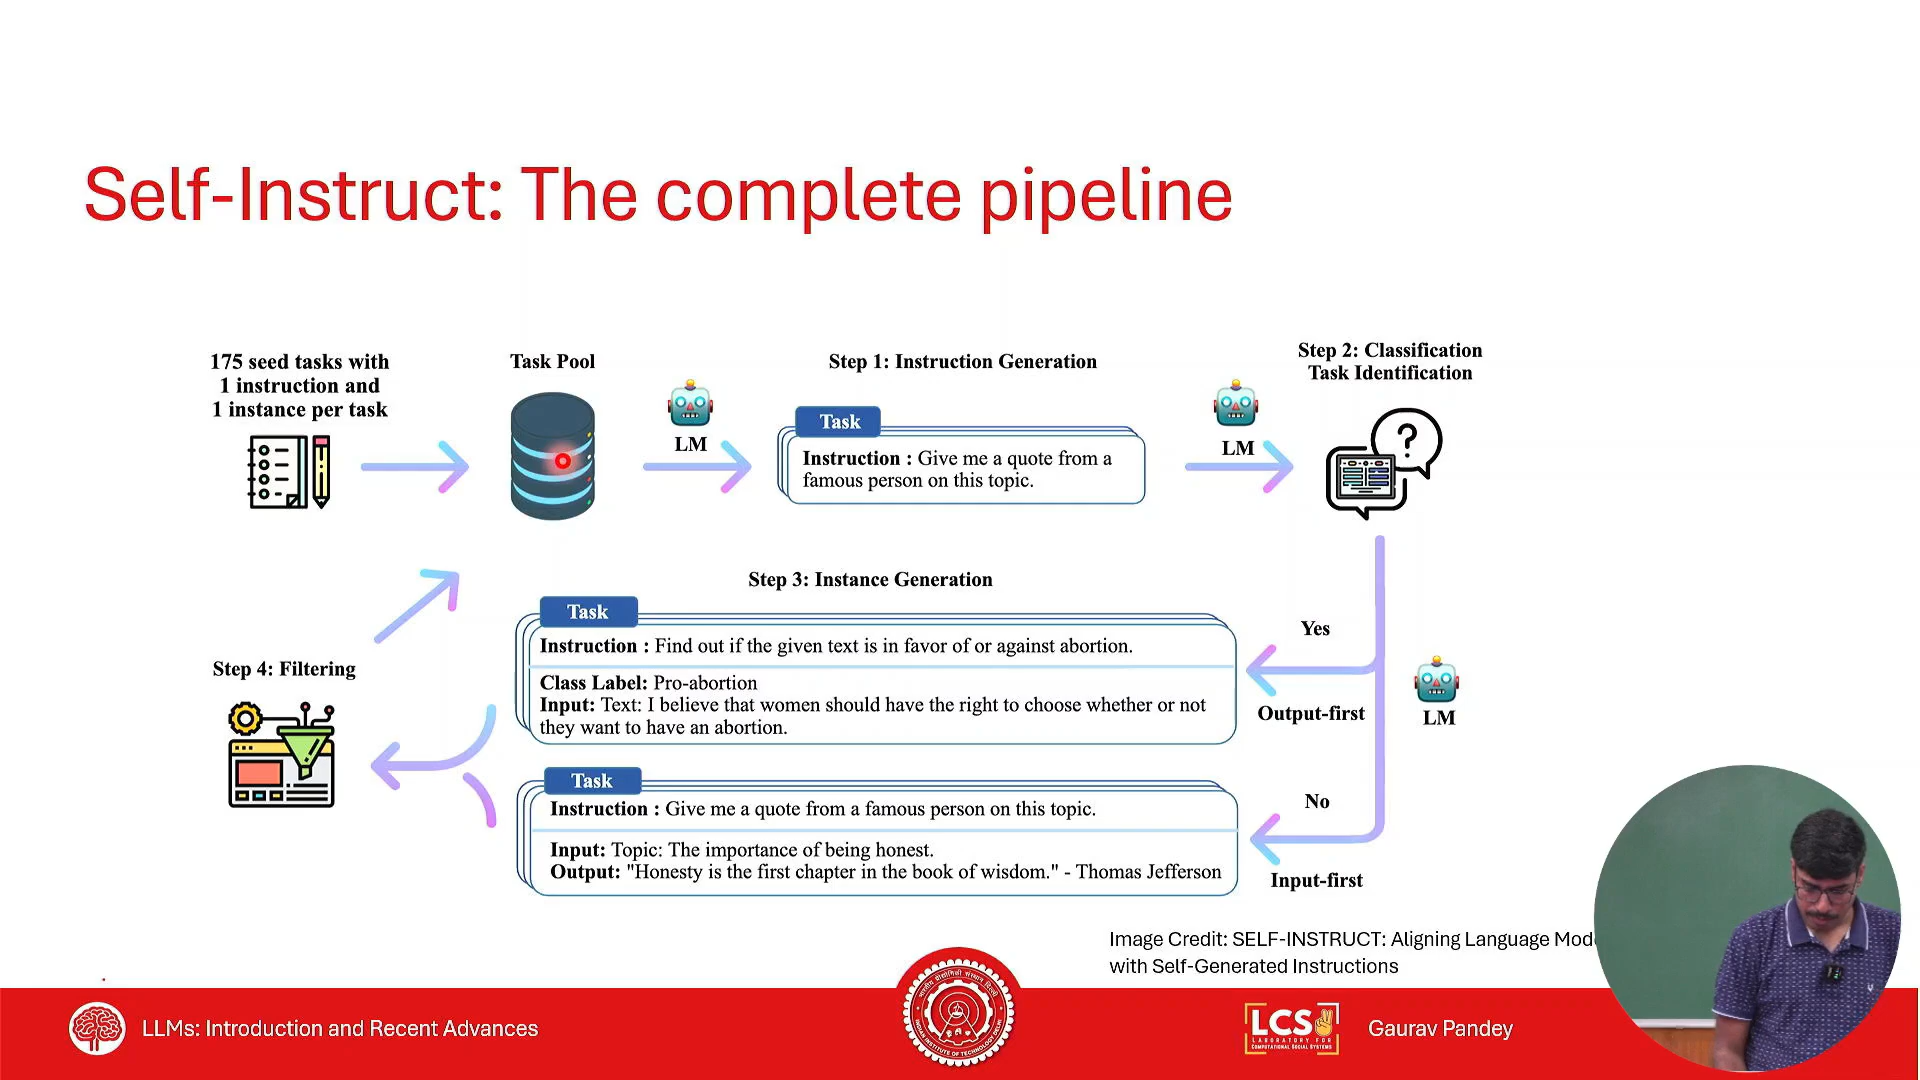 Self-Instruct: The complete pipeline
175 seed tasks with
1 instruction and
1 instance per task
Task Pool
LM
Step 1: Instruction Generation
Task
Instruction : Give me a quote from a
famous person on this topic.
LM
Step 2: Classification
Task Identification
?
Step 3: Instance Generation
Task
Instruction : Find out if the given text is in favor of or against abortion.
Class Label: Pro-abortion
Input: Text: I believe that women should have the right to choose whether or not
they want to have an abortion.
Yes
Output-first
LM
Step 4: Filtering
Task
Instruction : Give me a quote from a famous person on this topic.
Input: Topic: The importance of being honest.
Output: "Honesty is the first chapter in the book of wisdom." - Thomas Jefferson
No
Input-first
Image Credit: SELF-INSTRUCT: Aligning Language
with Self-Generated Instructions
LLMs: Introduction and Recent Advances
LCS
LABORATORY FOR
COMPUTATIONAL SOCIAL SYSTEMS
Gaurav Pandey